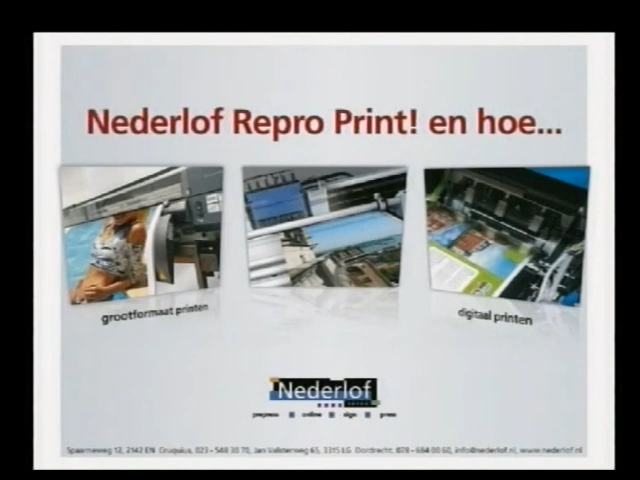 Nederlof Repro Print! en hoe...
grootformaat printen
digitaal printen
Nederlof
prepress online sign press
Spaarneweg 12, 2142 EN Cruquius, 023 - 548 30 70, Jan Valsterweg 65, 3315 LG Dordrecht, 078 - 684 00 60, info@nederlof.nl, www.nederlof.nl